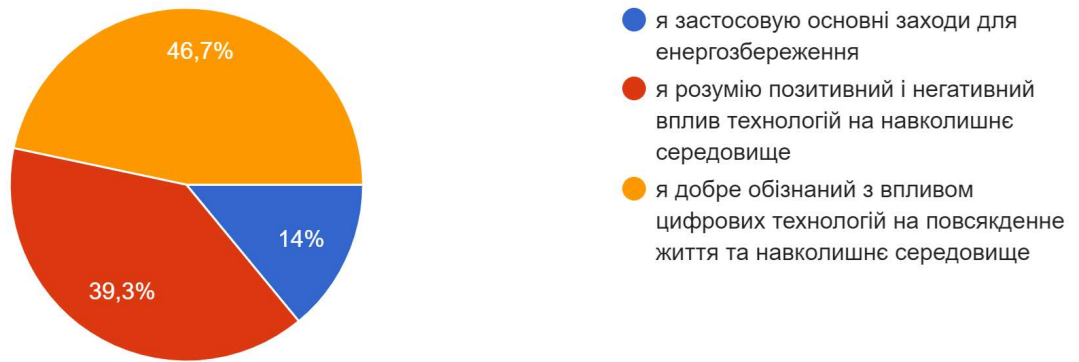 46,7%
14%
39,3%
я застосовую основні заходи для
енергозбереження
я розумію позитивний і негативний
вплив технологій на навколишнє
середовище
я добре обізнаний з впливом
цифрових технологій на повсякденне
життя та навколишнє середовище